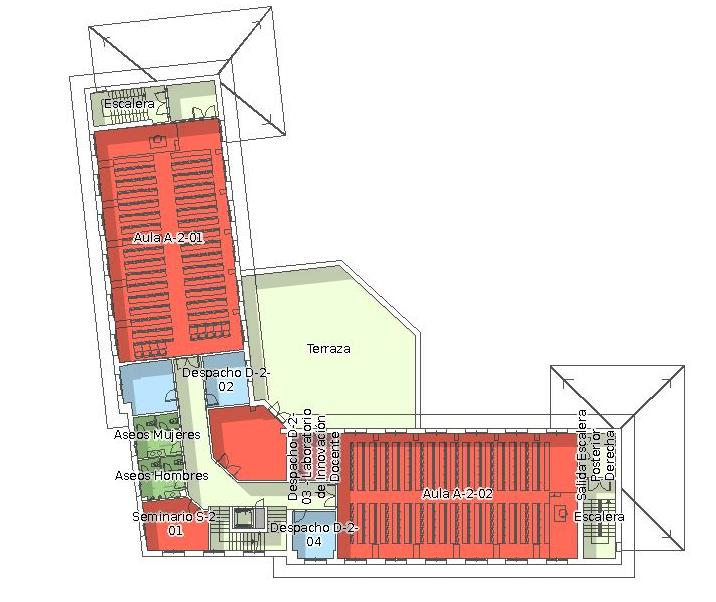 Escalera
Aula A-2-01
Terraza
Despacho D-2-
02
Aseos Mujeres
Aseos Hombres
Seminario S-2
01
Despacho D-2-
03 - Laboratorio
de Innovación
Docente
Despacho D-2-
04
Aula A-2-02
Salida Escalera
Posterior
Derecha
Escalera